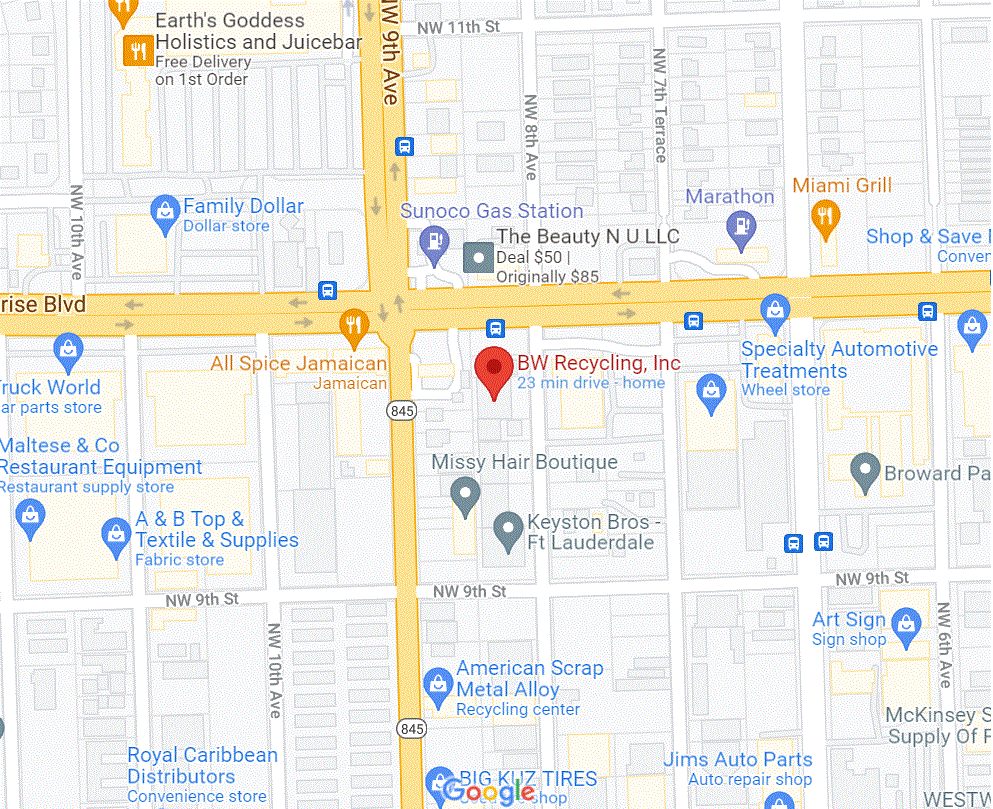 Earth's Goddess
Holistics and Juicebar
Free Delivery
on 1st Order
NW 9th Ave
NW 11th St
NW 8th Ave
NW 7th Terrace
NW 10th Ave
Family Dollar
Dollar store
Sunoco Gas Station
The Beauty N U LLC
Deal $50 |
Originally $85
Marathon
Miami Grill
Shop & Save
Conven
rise Blvd
All Spice Jamaican
Jamaican
BW Recycling, Inc
23 min drive - home
Specialty Automotive
Treatments
Wheel store
Truck World
ar parts store
845
Maltese & Co
Restaurant Equipment
Restaurant supply store
A & B Top &
Textile & Supplies
Fabric store
Missy Hair Boutique
Keyston Bros -
Ft Lauderdale
Broward Pa
NW 9th St
NW 9th St
NW 9th St
NW 10th Ave
NW 6th Ave
Art Sign
Sign shop
American Scrap
Metal Alloy
Recycling center
845
McKinsey S
Supply Of F
Royal Caribbean
Distributors
Convenience store
BIG KUZ TIRES
shop
Google
Jims Auto Parts
Auto repair shop
WESTW